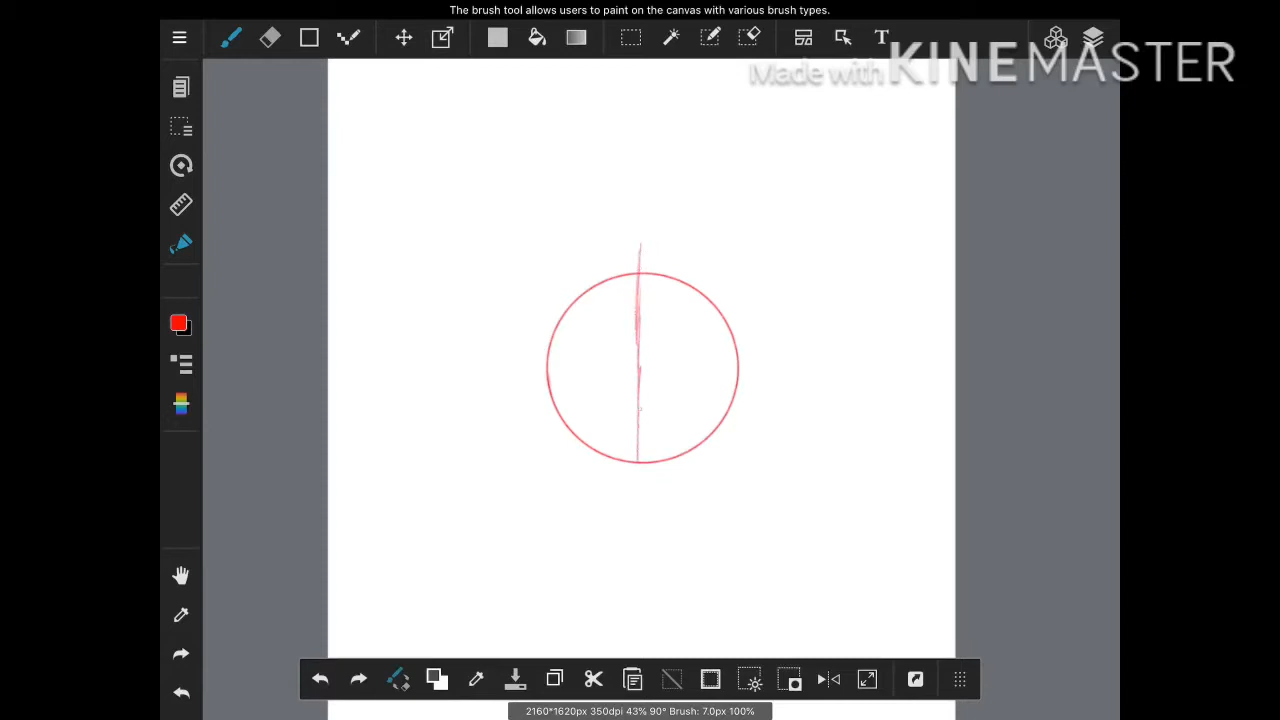 The brush tool allows users to paint on the canvas with various brush types.
T
Made with KINEMASTER
2160*1620px 350dpi 43% 90° Brush: 7.0px 100%